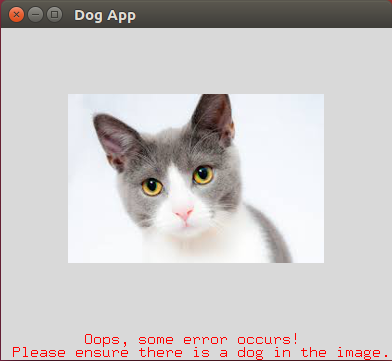 Dog App
Oops, some error occurs!
Please ensure there is a dog in the image.